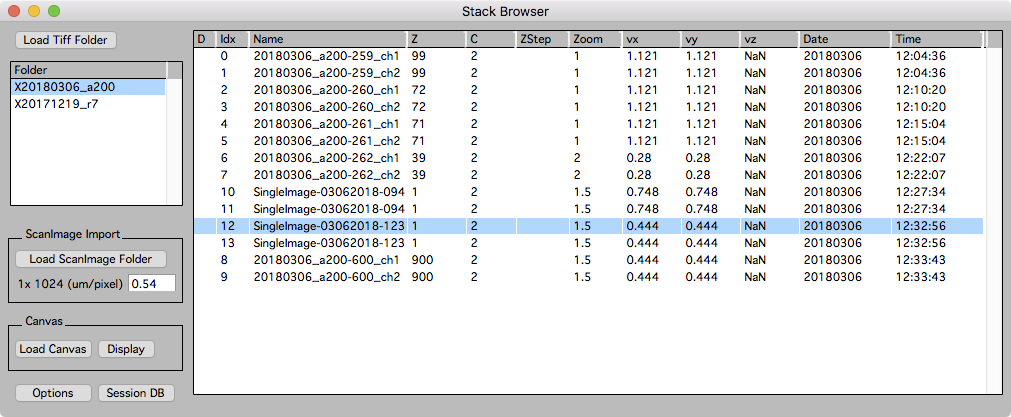 Stack Browser
Load Tiff Folder
Folder
X20180306_a200
X20171219_r7
ScanImage Import
Load ScanImage Folder
1x 1024 (um/pixel) 0.54
Canvas
Load Canvas Display
Options Session DB
D Idx Name Z C ZStep Zoom vx vy vz Date Time
0 20180306_a200-259_ch1 99 2 1 1.121 1.121 NaN 20180306 12:04:36
1 20180306_a200-259_ch2 99 2 1 1.121 1.121 NaN 20180306 12:04:36
2 20180306_a200-260_ch1 72 2 1 1.121 1.121 NaN 20180306 12:10:20
3 20180306_a200-260_ch2 72 2 1 1.121 1.121 NaN 20180306 12:10:20
4 20180306_a200-261_ch1 71 2 1 1.121 1.121 NaN 20180306 12:15:04
5 20180306_a200-261_ch2 71 2 1 1.121 1.121 NaN 20180306 12:15:04
6 20180306_a200-262_ch1 39 2 2 0.28 0.28 NaN 20180306 12:22:07
7 20180306_a200-262_ch2 39 2 2 0.28 0.28 NaN 20180306 12:22:07
10 SingleImage-03062018-094 1 2 1.5 0.748 0.748 NaN 20180306 12:27:34
11 SingleImage-03062018-094 1 2 1.5 0.748 0.748 NaN 20180306 12:27:34
12 SingleImage-03062018-123 1 2 1.5 0.444 0.444 NaN 20180306 12:32:56
13 SingleImage-03062018-123 1 2 1.5 0.444 0.444 NaN 20180306 12:32:56
8 20180306_a200-600_ch1 900 2 1.5 0.444 0.444 NaN 20180306 12:33:43
9 20180306_a200-600_ch2 900 2 1.5 0.444 0.444 NaN 20180306 12:33:43